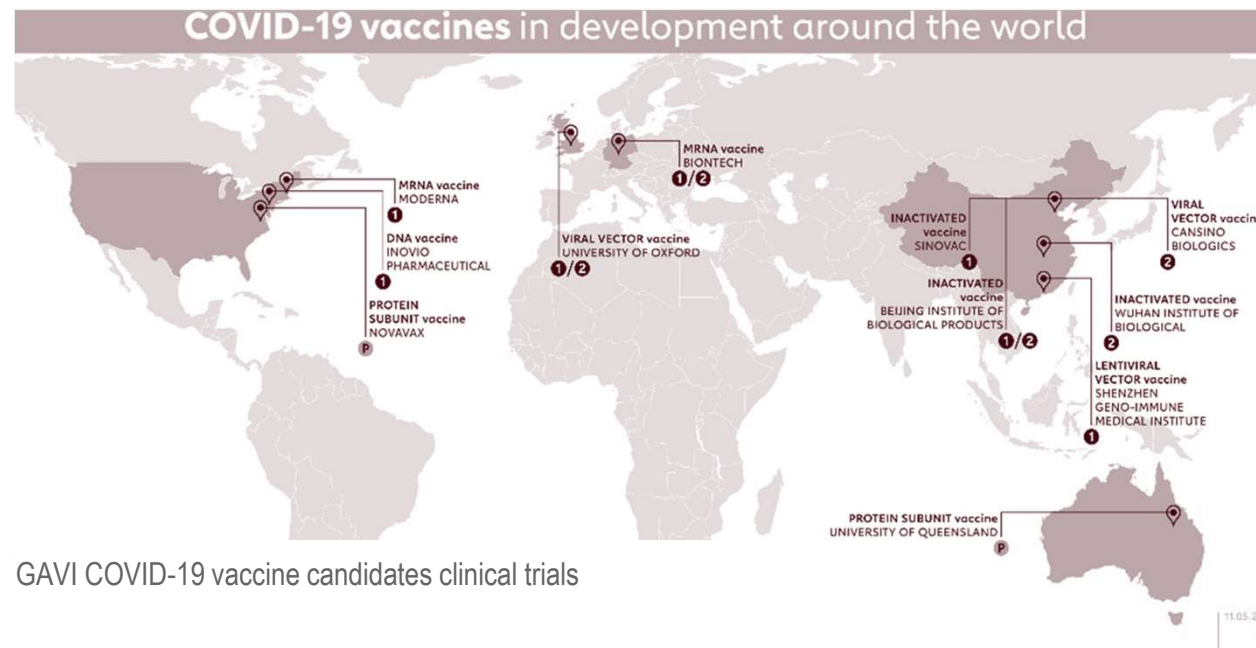 COVID-19 vaccines in development around the world
MRNA vaccine
MODERNA
1
DNA vaccine
INOVIO
PHARMACEUTICAL
1
PROTEIN
SUBUNIT vaccine
NOVAVAX
P
MRNA vaccine
BIONTECH
1/2
VIRAL VECTOR vaccine
UNIVERSITY OF OXFORD
1/2
INACTIVATED
vaccine
SINOVAC
1
INACTIVATED
vaccine
BEIJING INSTITUTE OF
BIOLOGICAL PRODUCTS
1/2
VIRAL
VECTOR vaccin
CANSINO
BIOLOGICS
2
INACTIVATED vaccine
WUHAN INSTITUTE OF
BIOLOGICAL
2
LENTIVIRAL
VECTOR vaccine
SHENZHEN
GENO-IMMUNE
MEDICAL INSTITUTE
1
PROTEIN SUBUNIT vaccine
UNIVERSITY OF QUEENSLAND
P
GAVI COVID-19 vaccine candidates clinical trials
11.05.2